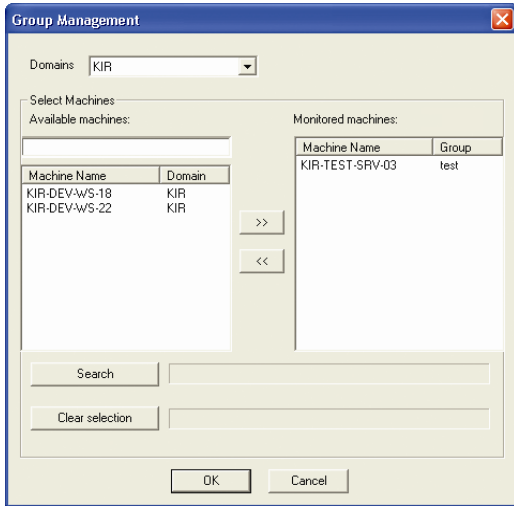 Group Management
Domains KIR
Select Machines
Available machines:
Monitored machines:
Machine Name Group
KIR-TEST-SRV-03 test
Machine Name Domain
KIR-DEV-WS-18 KIR
KIR-DEV-WS-22 KIR
>>
<<
Search
Clear selection
OK Cancel